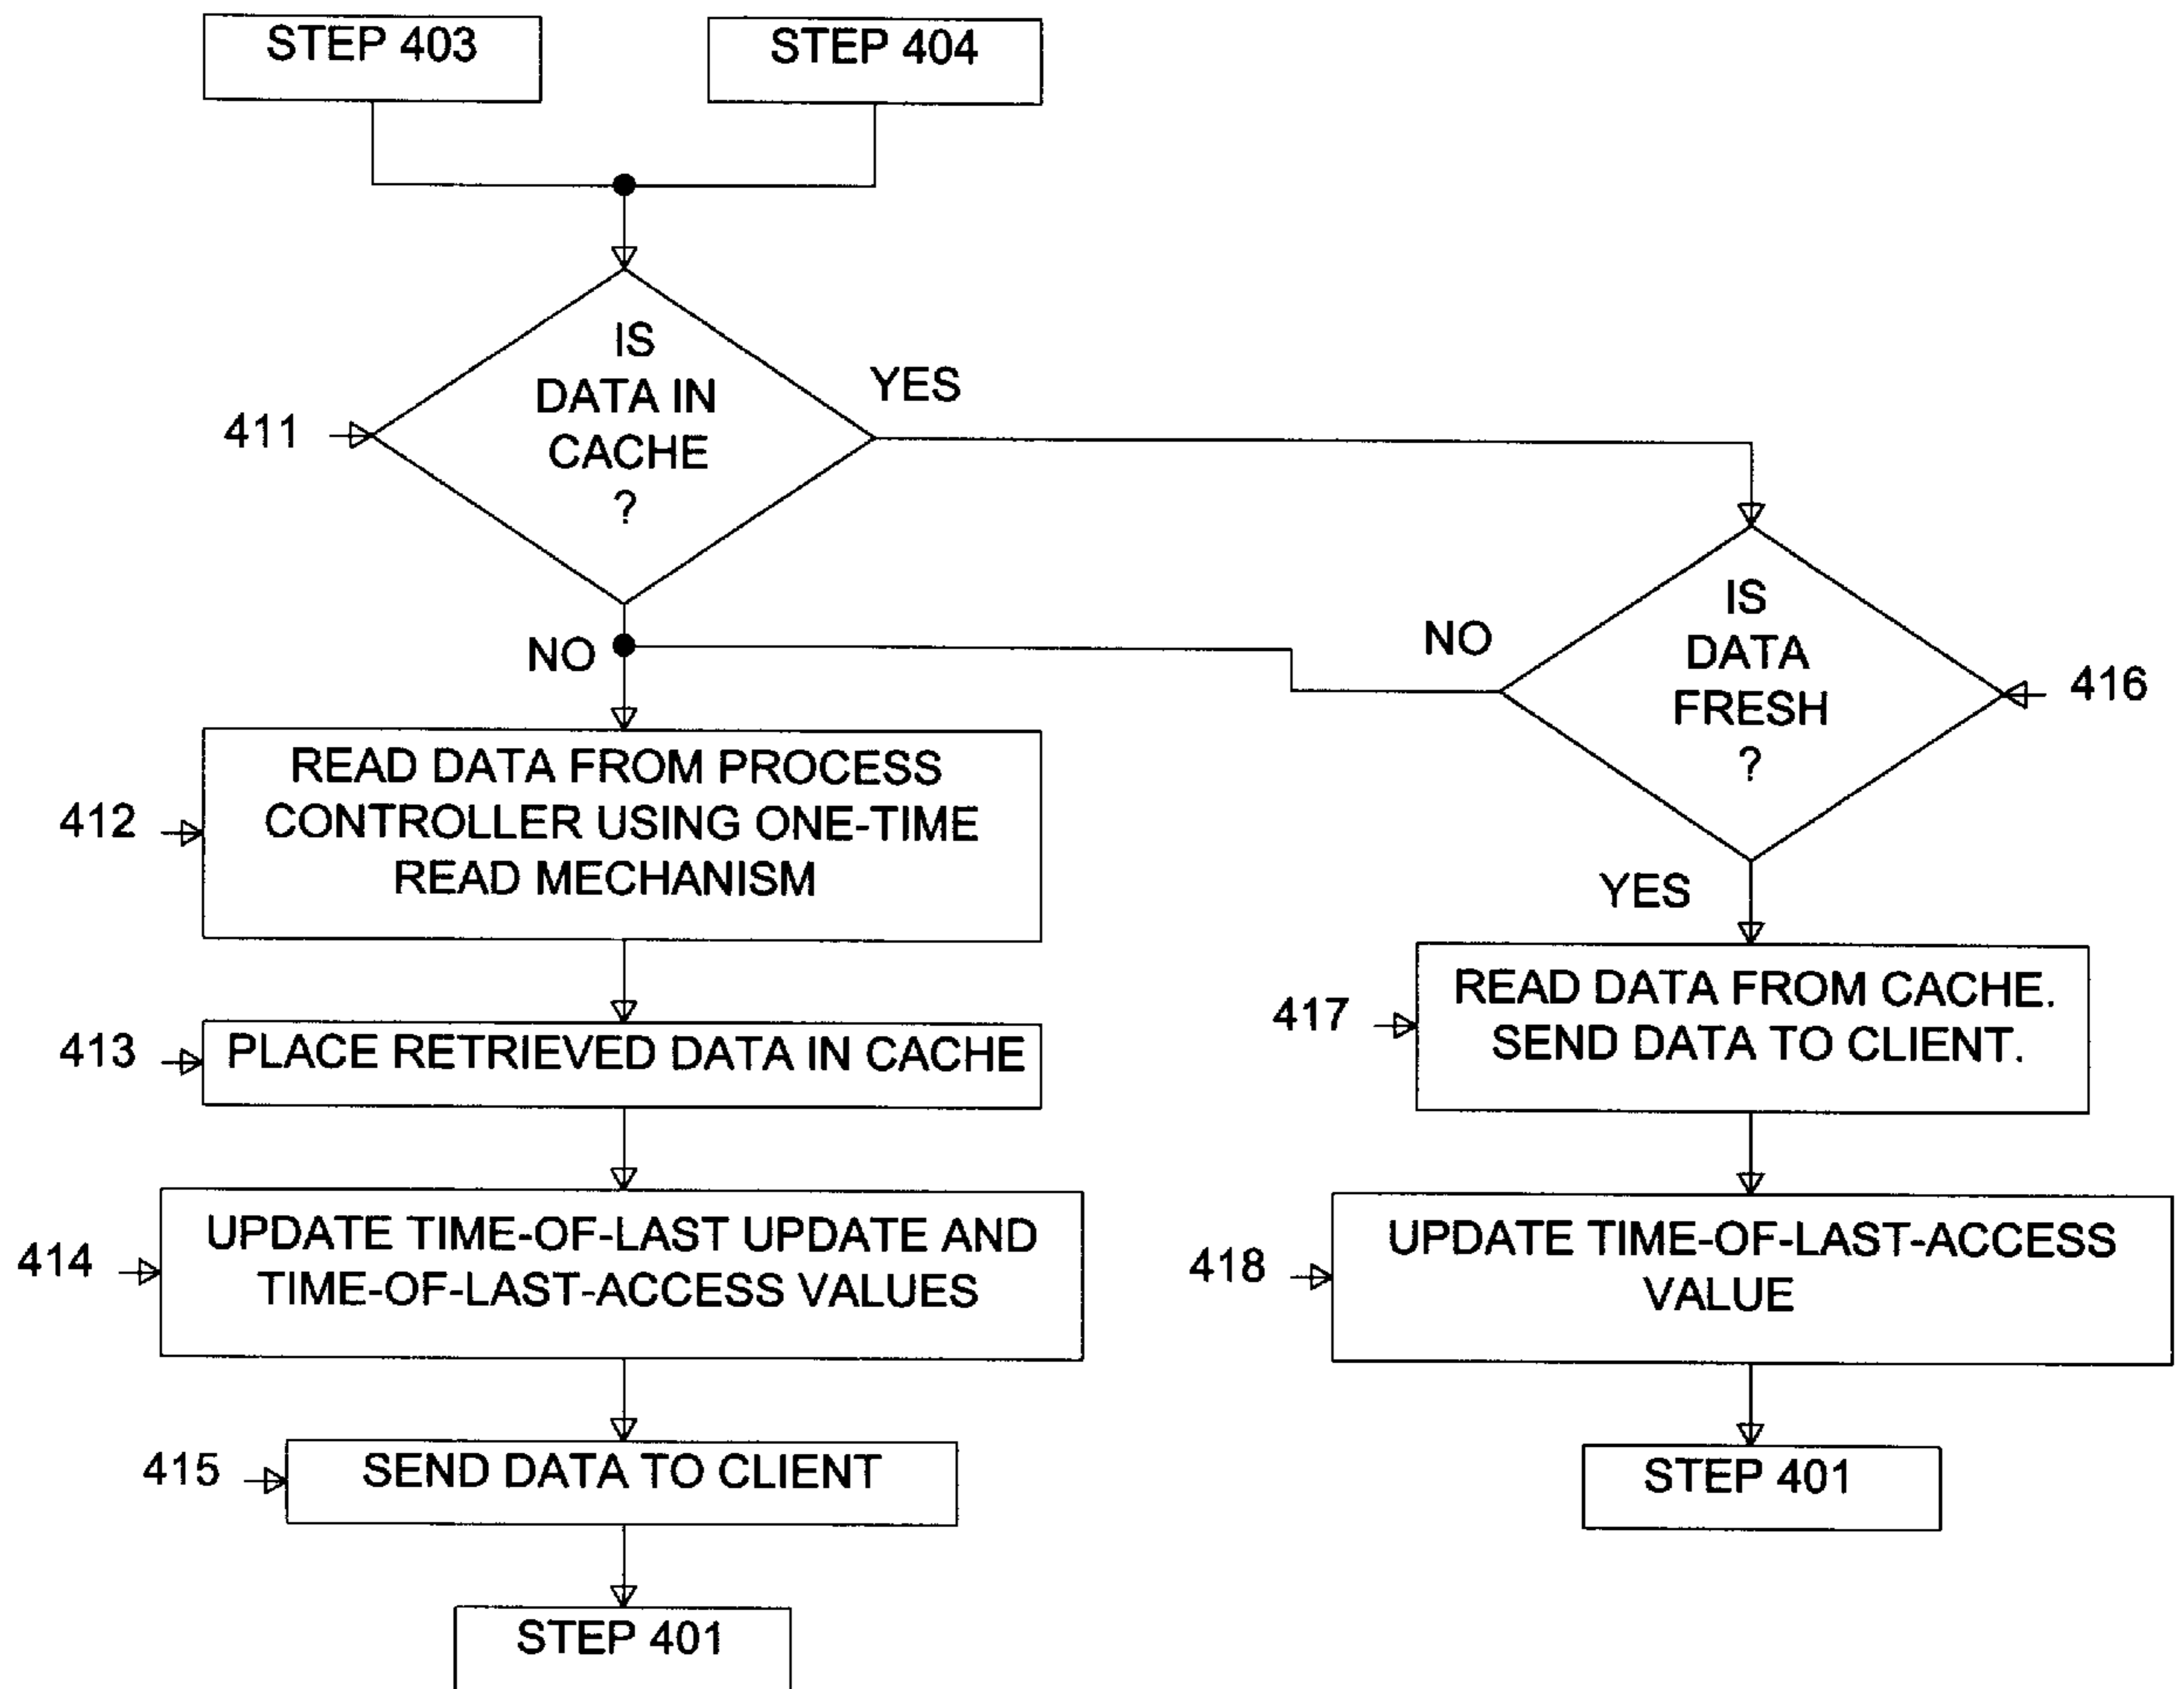 STEP 403
STEP 404
IS
DATA IN
CACHE
?
YES
411
NO
IS
DATA
FRESH
?
NO
416
YES
412
READ DATA FROM PROCESS
CONTROLLER USING ONE-TIME
READ MECHANISM
413
PLACE RETRIEVED DATA IN CACHE
414
UPDATE TIME-OF-LAST UPDATE AND
TIME-OF-LAST-ACCESS VALUES
415
SEND DATA TO CLIENT
STEP 401
417
READ DATA FROM CACHE.
SEND DATA TO CLIENT.
418
UPDATE TIME-OF-LAST-ACCESS
VALUE
STEP 401